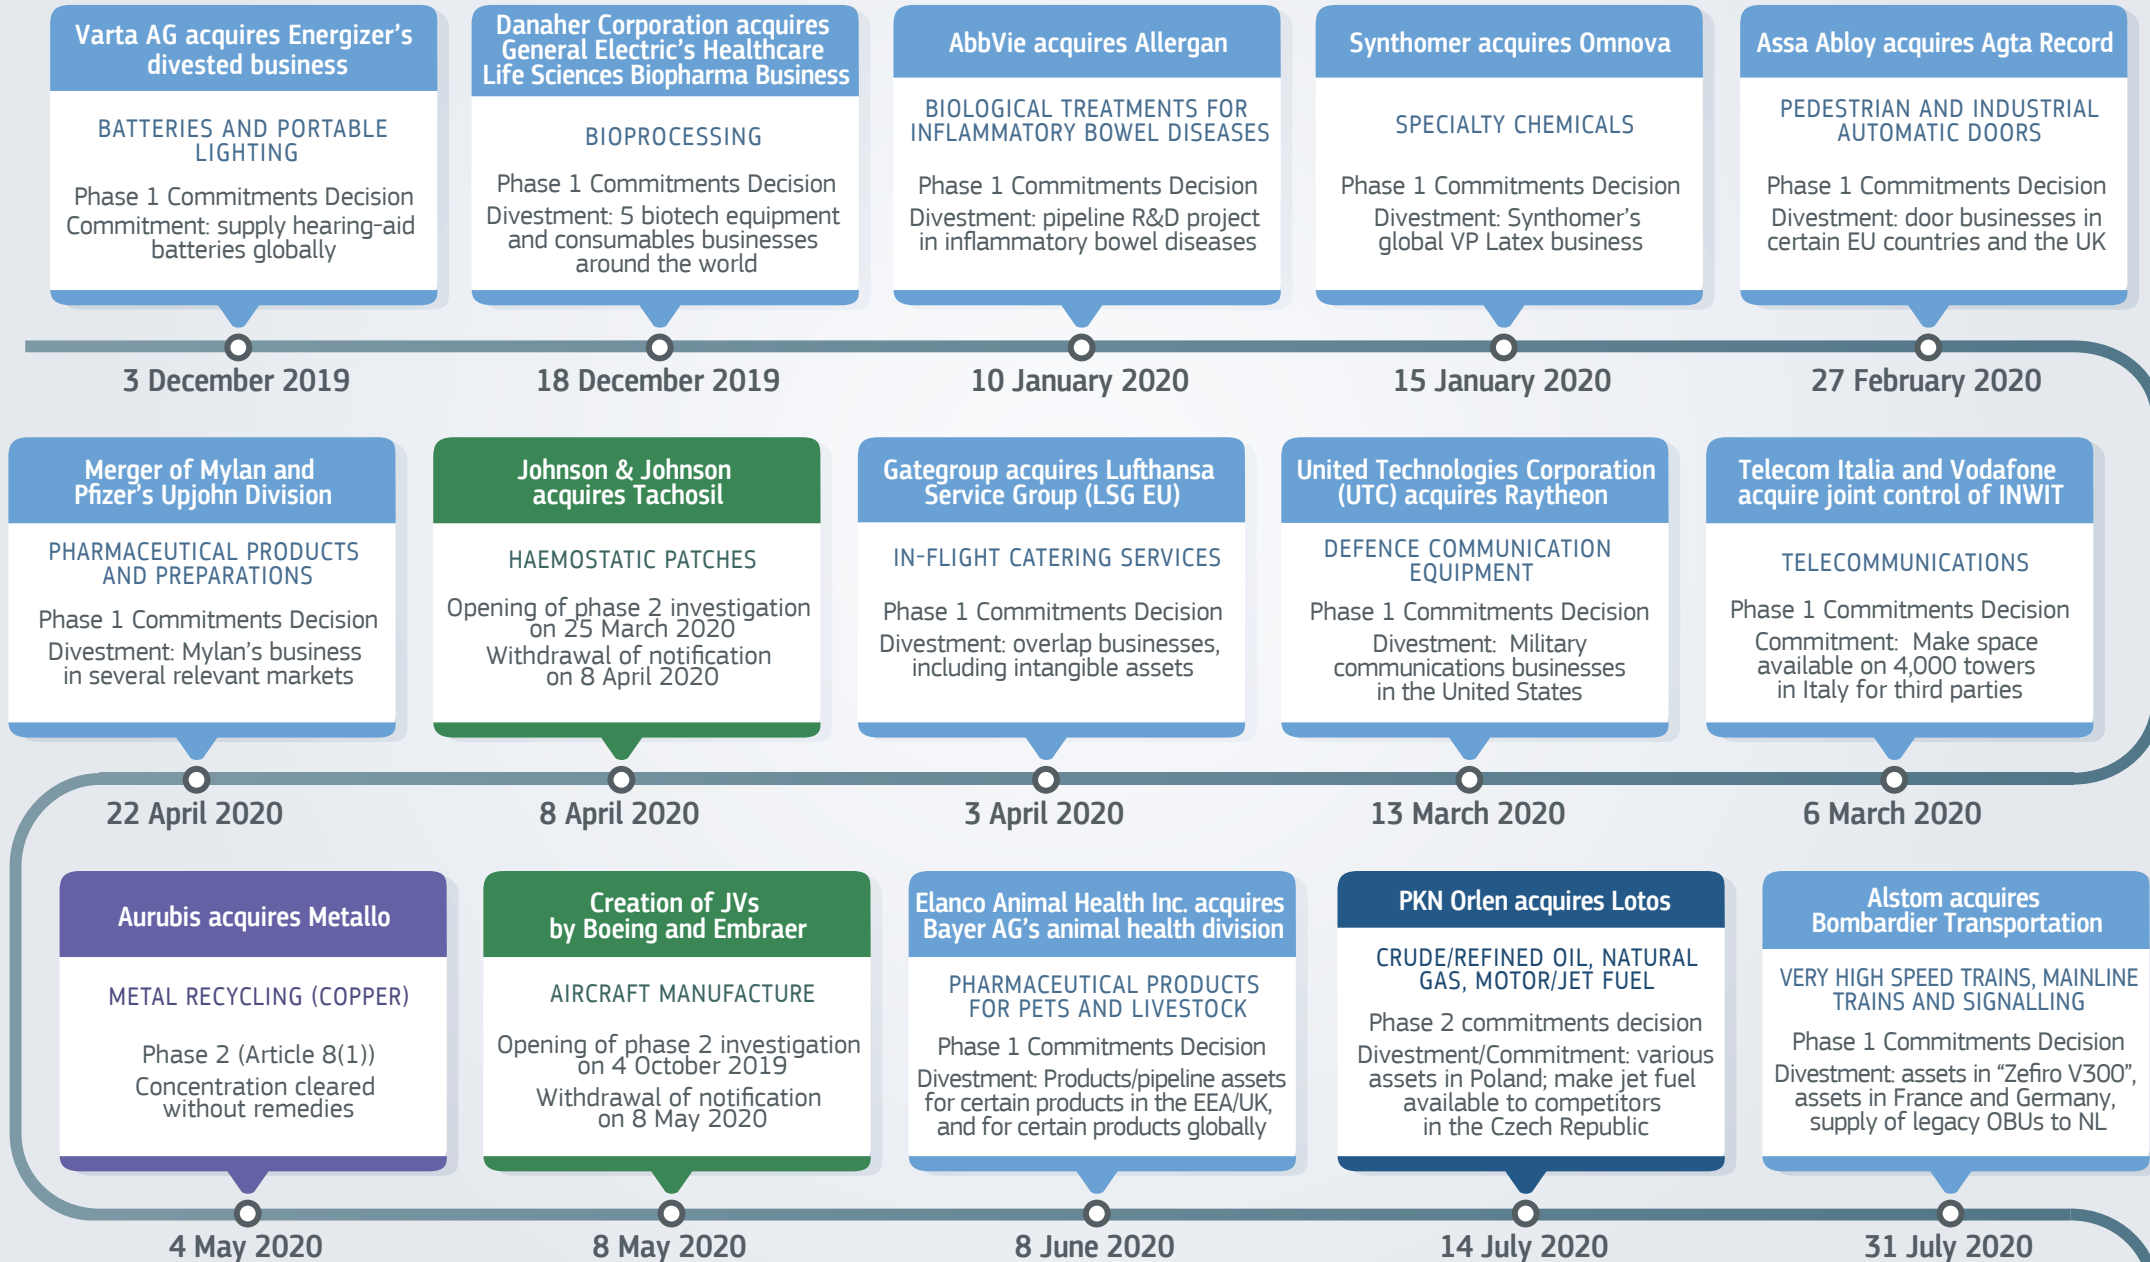 Varta AG acquires Energizer's
divested business
BATTERIES AND PORTABLE
LIGHTING
Phase 1 Commitments Decision
Commitment: supply hearing-aid
batteries globally
3 December 2019
Danaher Corporation acquires
General Electric's Healthcare
Life Sciences Biopharma Business
BIOPROCESSING
Phase 1 Commitments Decision
Divestment: 5 biotech equipment
and consumables businesses
around the world
18 December 2019
AbbVie acquires Allergan
BIOLOGICAL TREATMENTS FOR
INFLAMMATORY BOWEL DISEASES
Phase 1 Commitments Decision
Divestment: pipeline R&D project
in inflammatory bowel diseases
10 January 2020
Synthomer acquires Omnova
SPECIALTY CHEMICALS
Phase 1 Commitments Decision
Divestment: Synthomer's
global VP Latex business
15 January 2020
Assa Abloy acquires Agta Record
PEDESTRIAN AND INDUSTRIAL
AUTOMATIC DOORS
Phase 1 Commitments Decision
Divestment: door businesses in
certain EU countries and the UK
27 February 2020
Merger of Mylan and
Pfizer's Upjohn Division
PHARMACEUTICAL PRODUCTS
AND PREPARATIONS
Phase 1 Commitments Decision
Divestment: Mylan's business
in several relevant markets
22 April 2020
Johnson & Johnson
acquires Tachosil
HAEMOSTATIC PATCHES
Opening of phase 2 investigation
on 25 March 2020
Withdrawal of notification
on 8 April 2020
8 April 2020
Gategroup acquires Lufthansa
Service Group (LSG EU)
IN-FLIGHT CATERING SERVICES
Phase 1 Commitments Decision
Divestment: overlap businesses,
including intangible assets
3 April 2020
United Technologies Corporation
(UTC) acquires Raytheon
DEFENCE COMMUNICATION
EQUIPMENT
Phase 1 Commitments Decision
Divestment: Military
communications businesses
in the United States
13 March 2020
Telecom Italia and Vodafone
acquire joint control of INWIT
TELECOMMUNICATIONS
Phase 1 Commitments Decision
Commitment: Make space
available on 4,000 towers
in Italy for third parties
6 March 2020
Aurubis acquires Metallo
METAL RECYCLING (COPPER)
Phase 2 (Article 8(1))
Concentration cleared
without remedies
4 May 2020
Creation of JVs
by Boeing and Embraer
AIRCRAFT MANUFACTURE
Opening of phase 2 investigation
on 4 October 2019
Withdrawal of notification
on 8 May 2020
8 May 2020
Elanco Animal Health Inc. acquires
Bayer AG's animal health division
PHARMACEUTICAL PRODUCTS
FOR PETS AND LIVESTOCK
Phase 1 Commitments Decision
Divestment: Products/pipeline assets
for certain products in the EEA/UK,
and for certain products globally
8 June 2020
PKN Orlen acquires Lotos
CRUDE/REFINED OIL, NATURAL
GAS, MOTOR/JET FUEL
Phase 2 commitments decision
Divestment/Commitment: various
assets in Poland; make jet fuel
available to competitors
in the Czech Republic
14 July 2020
Alstom acquires
Bombardier Transportation
VERY HIGH SPEED TRAINS, MAINLINE
TRAINS AND SIGNALLING
Phase 1 Commitments Decision
Divestment: assets in “Zefiro V300”,
assets in France and Germany,
supply of legacy OBUs to NL
31 July 2020